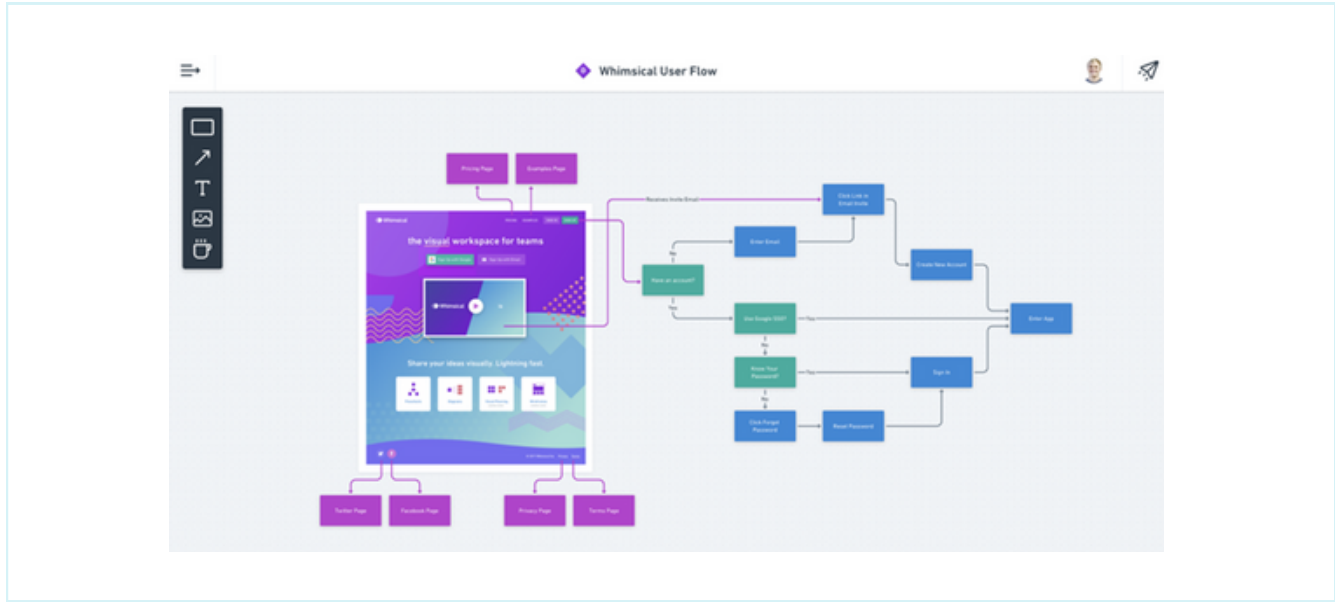 Whimsical User Flow
T
Pricing Page
Examples Page
Receives Invite Email
Click Link in
Email Invite
Whimsical
the visual workspace for teams
Enter Email
No
Create New Account
Have an account?
Yes
Whimsical
Use Google SSO?
Yes
Enter App
No
Share your ideas visually. Lightning fast.
Know Your
Password?
Yes
Sign In
No
Click Forgot
Password
Reset Password
Twitter Page
Facebook Page
Privacy Page
Terms Page